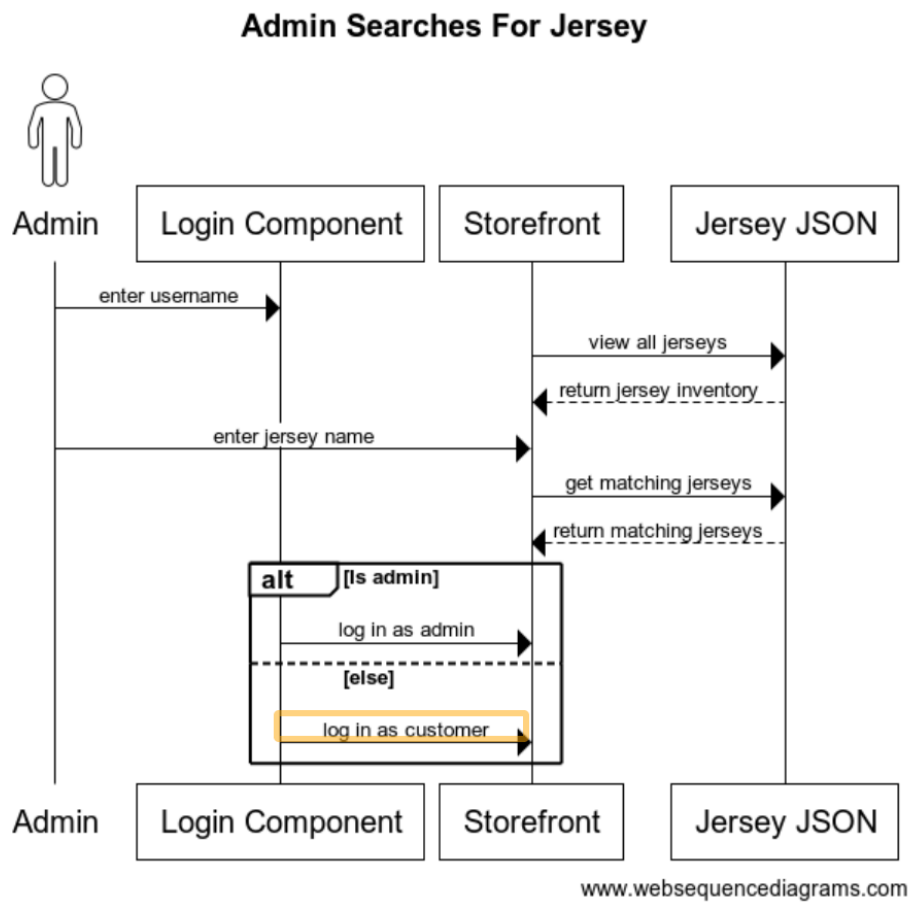 Admin Searches For Jersey
Admin
Login Component
Storefront
Jersey JSON
enter username
view all jerseys
return jersey inventory
enter jersey name
get matching jerseys
return matching jerseys
alt
[Is admin]
log in as admin
[else]
log in as customer
Admin
Login Component
Storefront
Jersey JSON
www.websequencediagrams.com